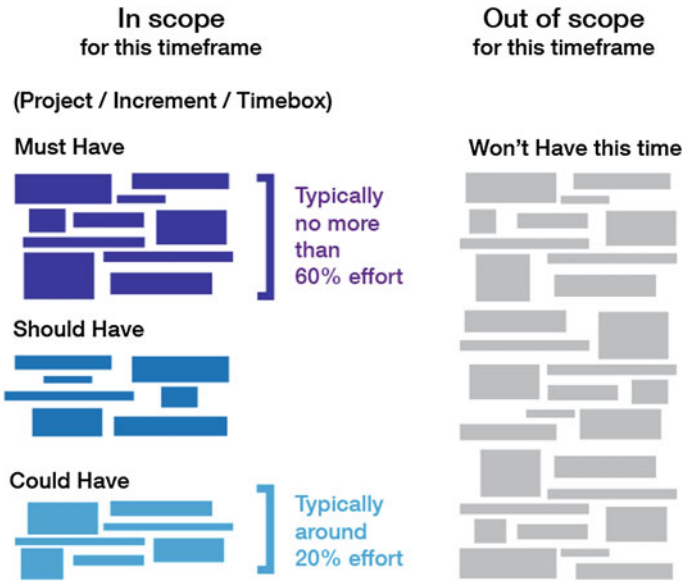 In scope
for this timeframe
(Project / Increment / Timebox)
Must Have
Typically
no more
than
60% effort
Should Have
Could Have
Typically
around
20% effort
Out of scope
for this timeframe
Won't Have this time